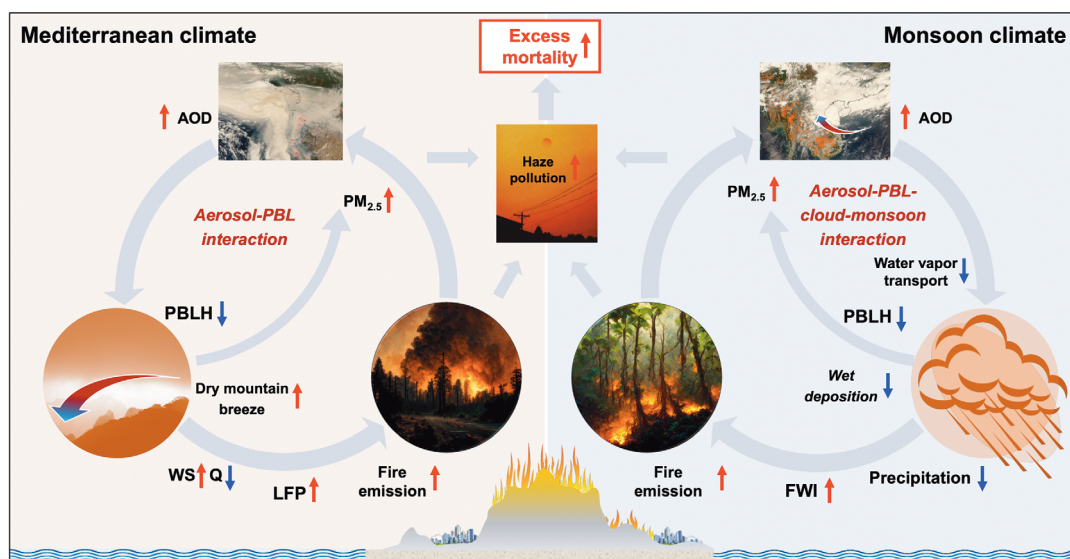 Mediterranean climate
Excess
mortality
Monsoon climate
AOD
AOD
Haze
pollution
PM2.5
PM2.5
Aerosol-PBL
interaction
Aerosol-PBL-
cloud-monsoon
interaction
Water vapor
transport
PBLH
PBLH
Dry mountain
breeze
Wet
deposition
WS Q
LFP
Fire
emission
Fire
emission
FWI
Precipitation